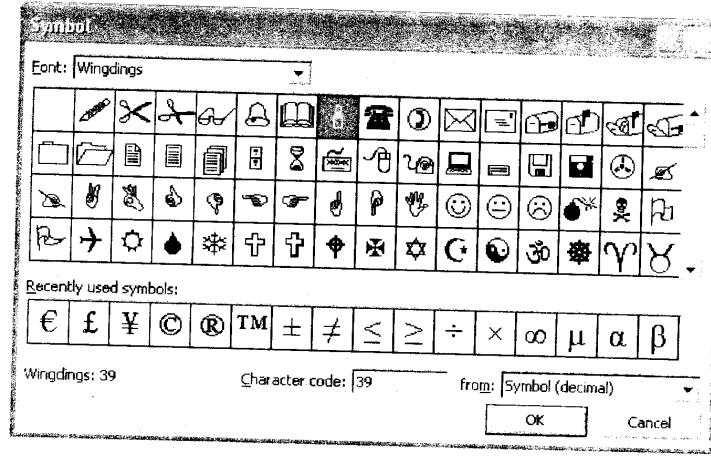 Symbol
Font: Wingdings
Recently used symbols:
€ £ ¥ © ® ™ ± ≠ ≤ ≥ ÷ × ∞ µ α β
Wingdings: 39
Character code: 39 from: Symbol (decimal)
OK Cancel